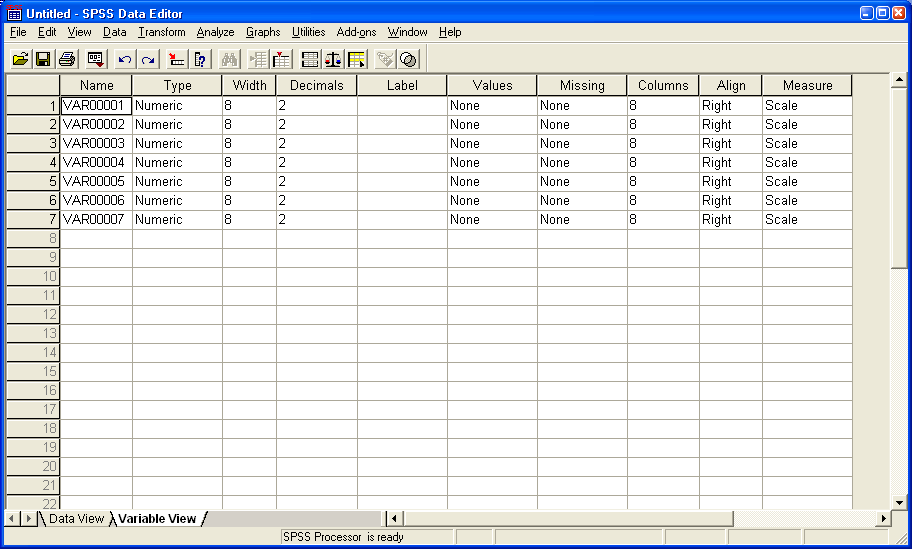 Untitled - SPSS Data Editor
File Edit View Data Transform Analyze Graphs Utilities Add-ons Window Help
Name Type Width Decimals Label Values Missing Columns Align Measure
1 VAR00001 Numeric 8 2 None None 8 Right Scale
2 VAR00002 Numeric 8 2 None None 8 Right Scale
3 VAR00003 Numeric 8 2 None None 8 Right Scale
4 VAR00004 Numeric 8 2 None None 8 Right Scale
5 VAR00005 Numeric 8 2 None None 8 Right Scale
6 VAR00006 Numeric 8 2 None None 8 Right Scale
7 VAR00007 Numeric 8 2 None None 8 Right Scale
8
9
10
11
12
13
14
15
16
17
18
19
20
21
22
Data View Variable View
SPSS Processor is ready